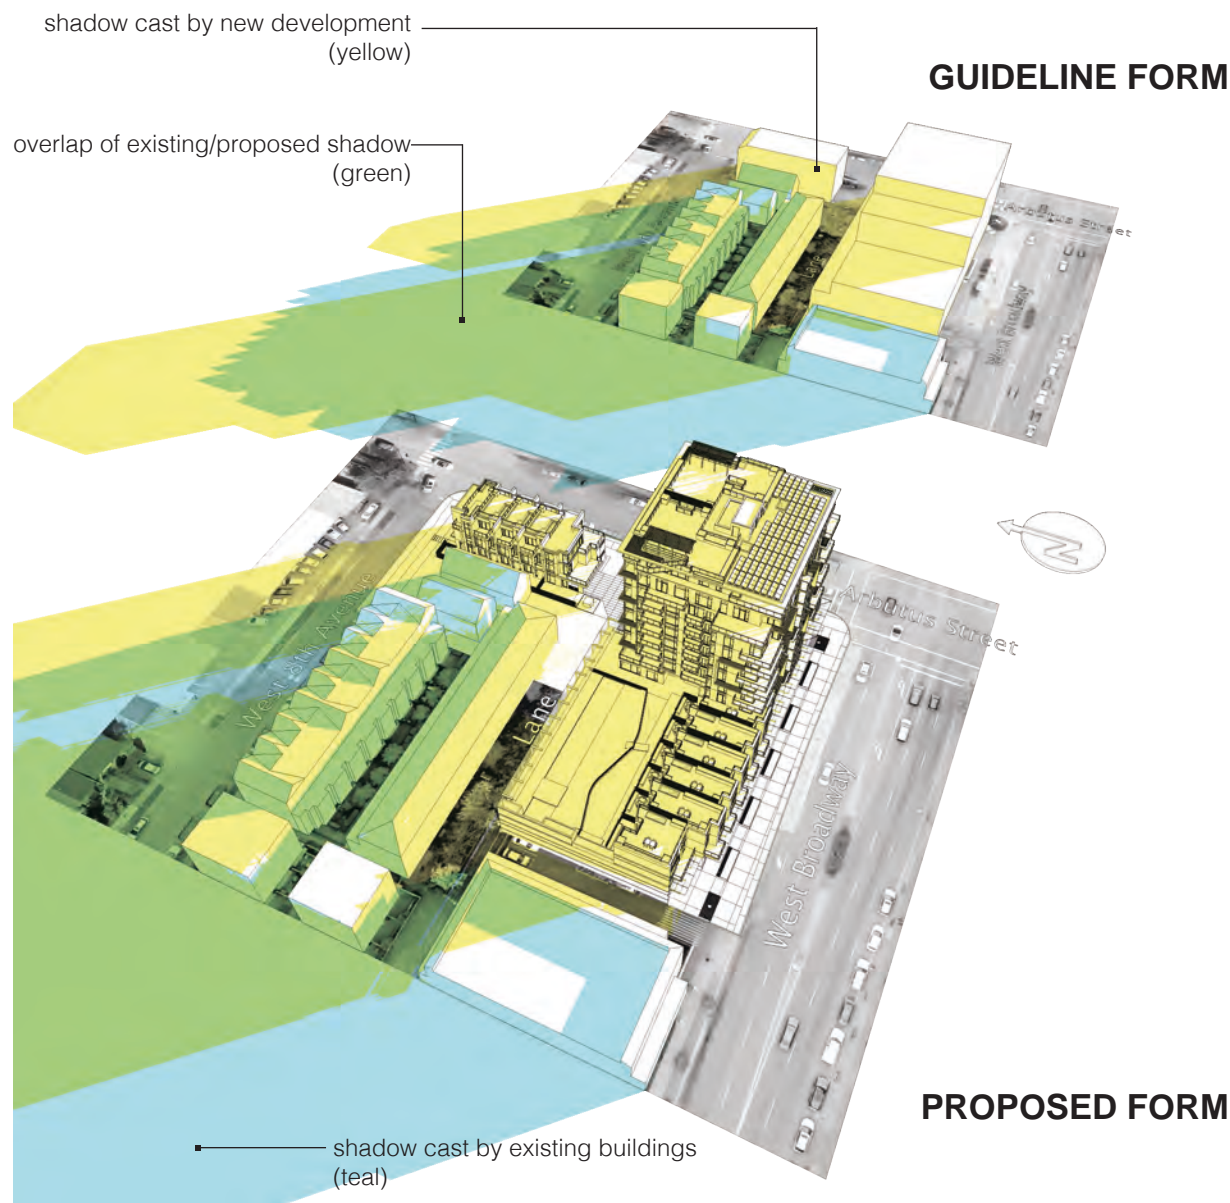 shadow cast by new development
(yellow)
GUIDELINE FORM
overlap of existing/proposed shadow
(green)
Arbutus Street
Lane
West Broadway
N
Arbutus Street
West 8th Avenue
Lane
West Broadway
PROPOSED FORM
shadow cast by existing buildings
(teal)